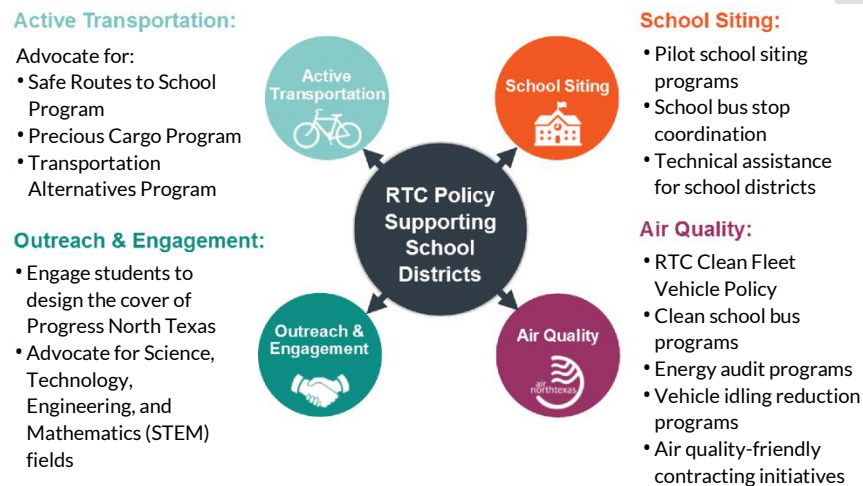 Active Transportation:
Advocate for:
• Safe Routes to School
Program
• Precious Cargo Program
• Transportation
Alternatives Program
Outreach & Engagement:
• Engage students to
design the cover of
Progress North Texas
• Advocate for Science,
Technology,
Engineering, and
Mathematics (STEM)
fields
Active
Transportation
School Siting
RTC Policy
Supporting
School
Districts
Outreach &
Engagement
Air Quality
air
northtexas
School Siting:
• Pilot school siting
programs
• School bus stop
coordination
• Technical assistance
for school districts
Air Quality:
• RTC Clean Fleet
Vehicle Policy
• Clean school bus
programs
• Energy audit programs
• Vehicle idling reduction
programs
• Air quality-friendly
contracting initiatives